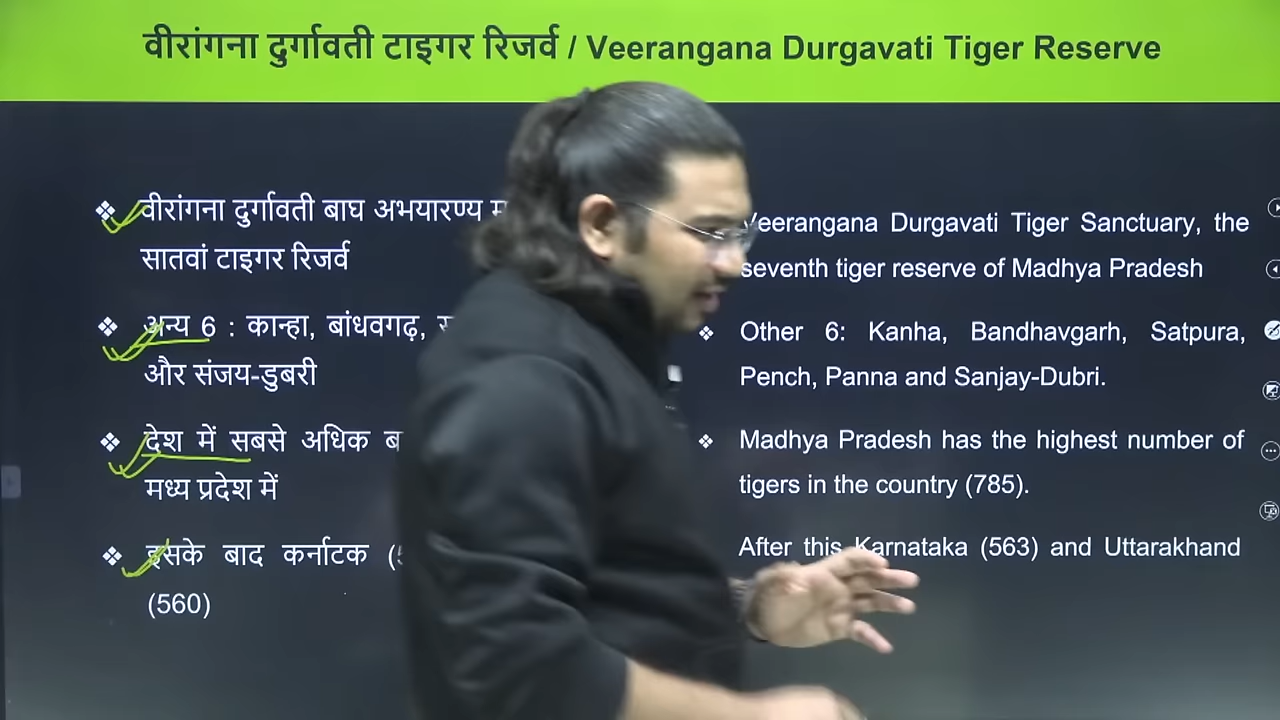 वीरांगना दुर्गावती टाइगर रिजर्व / Veerangana Durgavati Tiger Reserve
❖ वीरांगना दुर्गावती बाघ अभयारण्य
सातवां टाइगर रिजर्व
❖ अन्य 6 : कान्हा, बांधवगढ़,
और संजय-डुबरी
❖ देश में सबसे अधिक
मध्य प्रदेश में
❖ इसके बाद कर्नाटक
(560)
Veerangana Durgavati Tiger Sanctuary, the
seventh tiger reserve of Madhya Pradesh
❖ Other 6: Kanha, Bandhavgarh, Satpura,
Pench, Panna and Sanjay-Dubri.
❖ Madhya Pradesh has the highest number of
tigers in the country (785).
After this Karnataka (563) and Uttarakhand